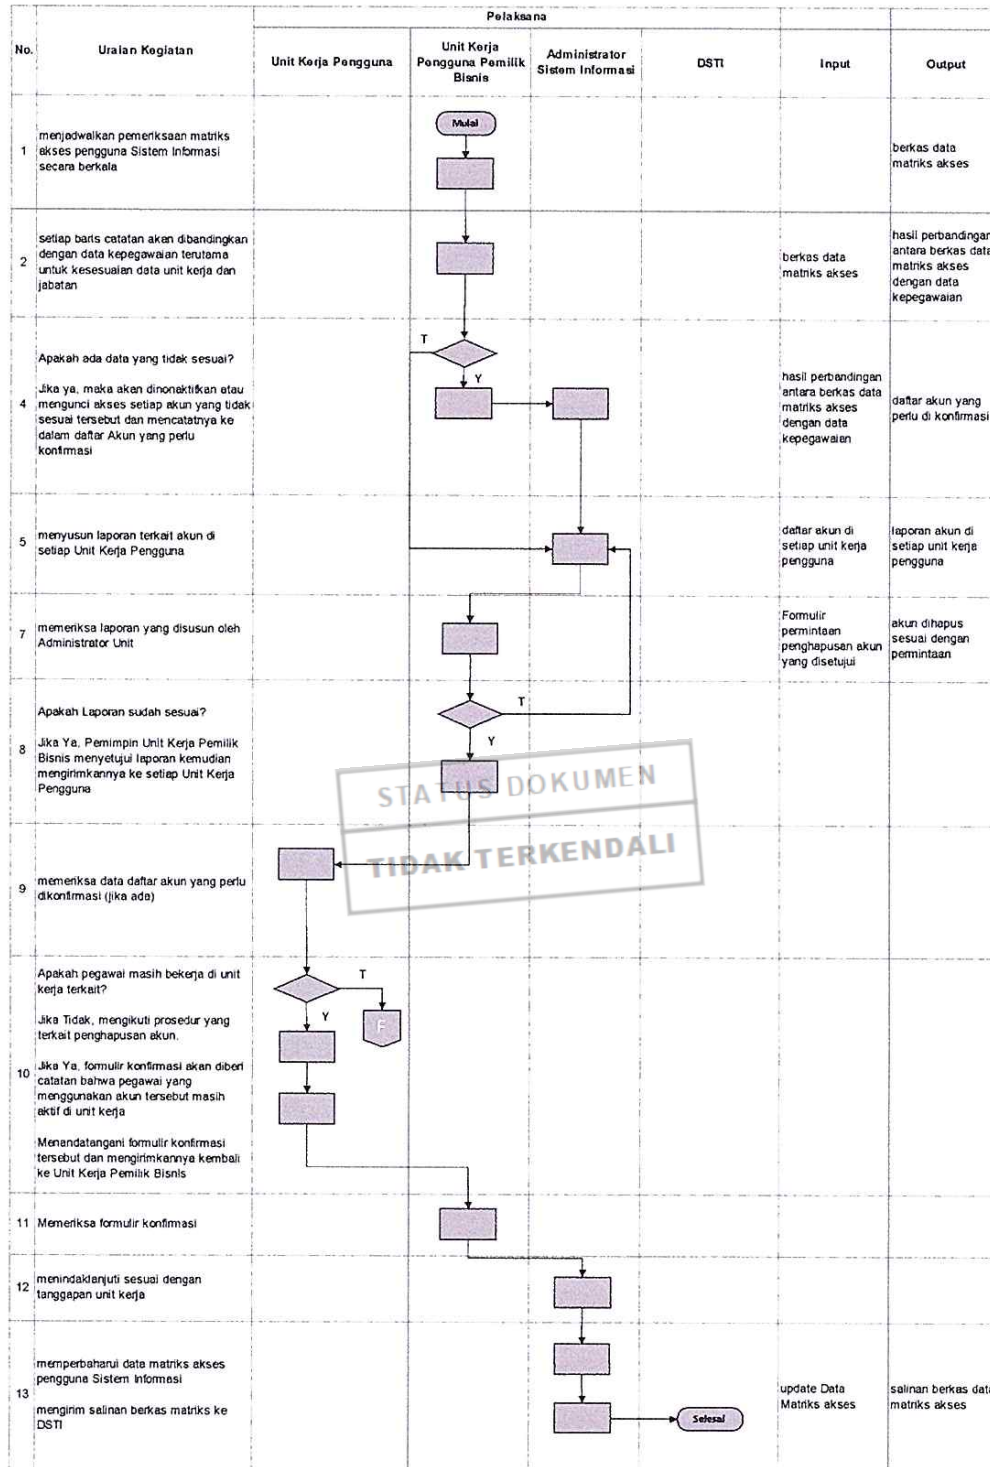 Pelaksana
No.
Uraian Kegiatan
Unit Kerja Pengguna
Unit Kerja
Pengguna Pemilik
Bisnis
Administrator
Sistem Informasi
DSTI
Input
Output
Mulai
1
menjadwalkan pemeriksaan matriks
akses pengguna Sistem Informasi
secara berkala
berkas data
matriks akses
2
setiap baris catatan akan dibandingkan
dengan data kepegawaian terutama
untuk kesesuaian data unit kerja dan
jabatan
berkas data
matriks akses
hasil perbandingan
antara berkas data
matriks akses
dengan data
kepegawaian
4
Apakah ada data yang tidak sesuai?
Jika ya, maka akan dinonaktifkan atau
mengunci akses setiap akun yang tidak
sesuai tersebut dan mencatatnya ke
dalam daftar Akun yang perlu
konfirmasi
T
Y
hasil perbandingan
antara berkas data
matriks akses
dengan data
kepegawaian
daftar akun yang
perlu di konfirmasi
5
menyusun laporan terkait akun di
setiap Unit Kerja Pengguna
daftar akun di
setiap unit kerja
pengguna
laporan akun di
setiap unit kerja
pengguna
7
memeriksa laporan yang disusun oleh
Administrator Unit
Formulir
permintaan
penghapusan akun
yang disetujui
akun dihapus
sesuai dengan
permintaan
8
Apakah Laporan sudah sesuai?
Jika Ya, Pemimpin Unit Kerja Pemilik
Bisnis menyetujui laporan kemudian
mengirimkannya ke setiap Unit Kerja
Pengguna
T
Y
STATUS DOKUMEN
TIDAK TERKENDALI
9
memeriksa data daftar akun yang perlu
dikonfirmasi (jika ada)
10
Apakah pegawai masih bekerja di unit
kerja terkait?
Jika Tidak, mengikuti prosedur yang
terkait penghapusan akun.
Jika Ya, formulir konfirmasi akan diberi
catatan bahwa pegawai yang
menggunakan akun tersebut masih
aktif di unit kerja
Menandatangani formulir konfirmasi
tersebut dan mengirimkannya kembali
ke Unit Kerja Pemilik Bisnis
T
Y
F
11
Memeriksa formulir konfirmasi
12
menindaklanjuti sesuai dengan
tanggapan unit kerja
13
memperbaharui data matriks akses
pengguna Sistem Informasi
mengirim salinan berkas matriks ke
DSTI
Selesai
update Data
Matriks akses
salinan berkas data
matriks akses